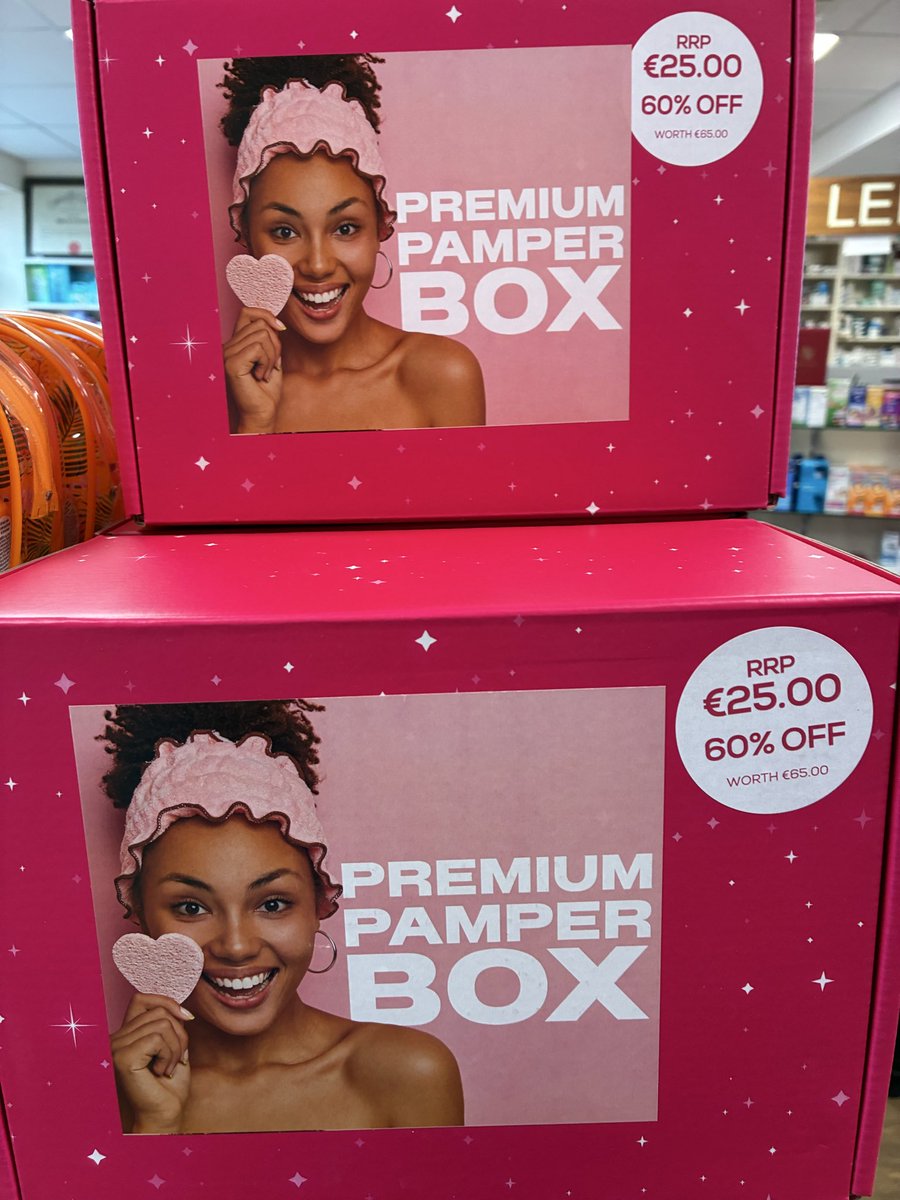 RRP
€25.00
60% OFF
WORTH €65.00
PREMIUM
PAMPER
BOX
LE
RRP
€25.00
60% OFF
WORTH €65.00
PREMIUM
PAMPER
BOX